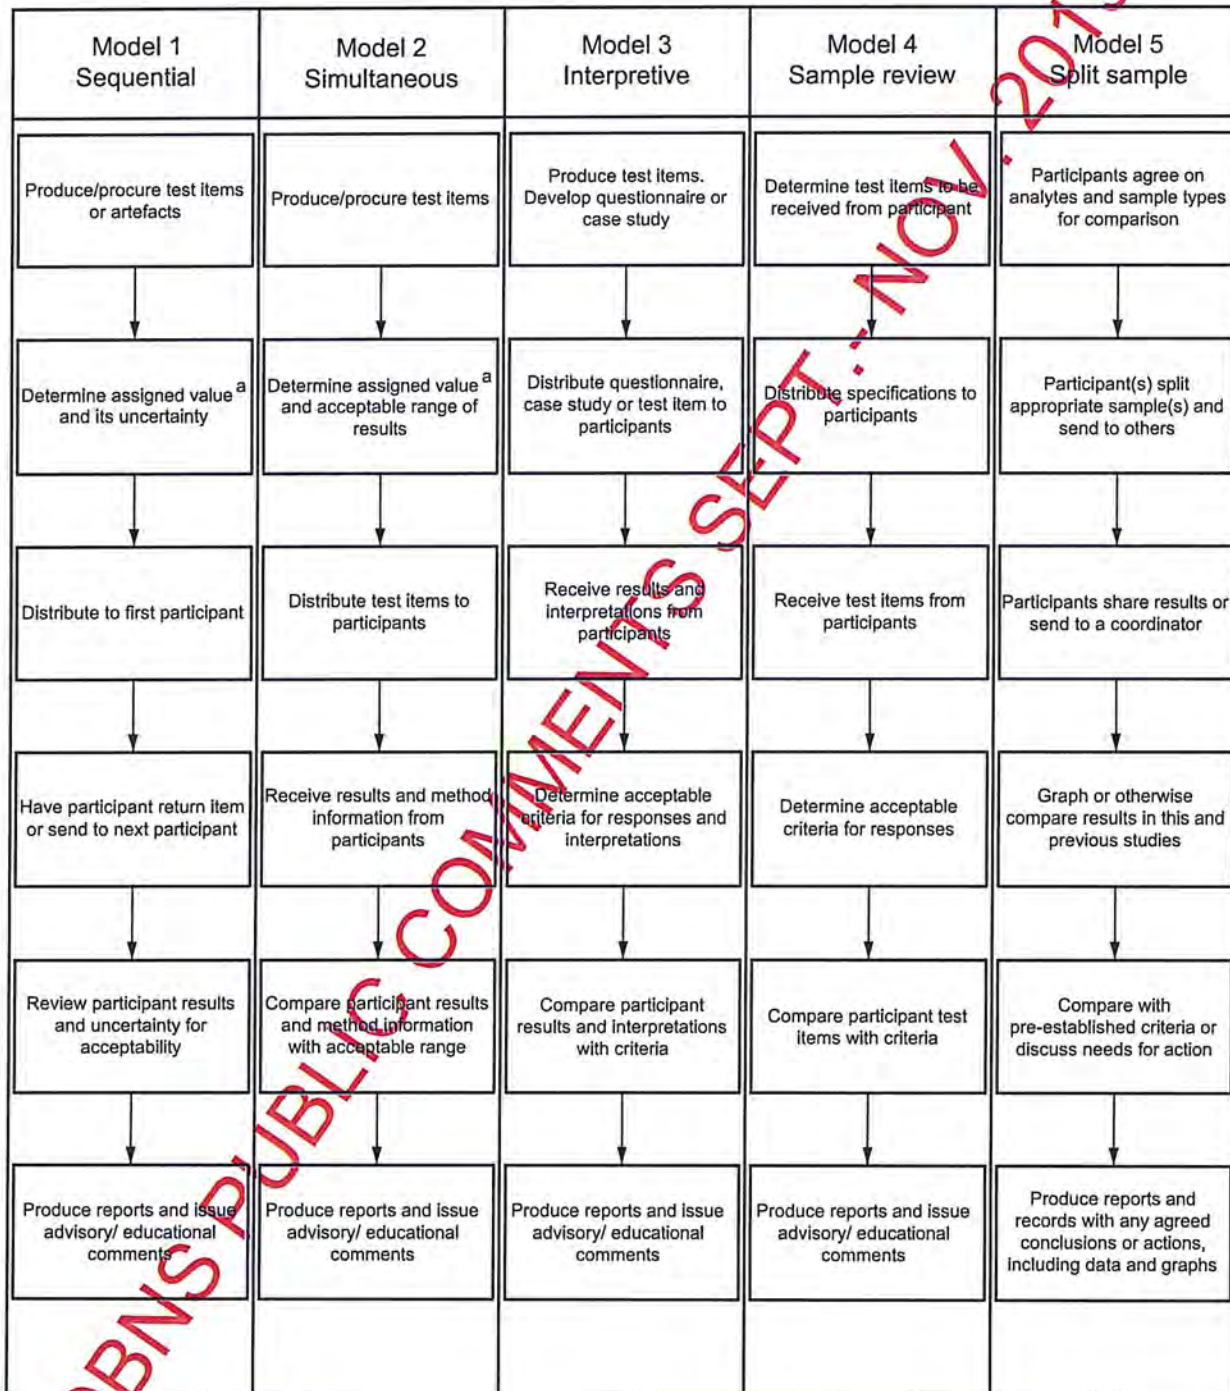 Model 1
Sequential
Model 2
Simultaneous
Model 3
Interpretive
Model 4
Sample review
Model 5
Split sample
Produce/procure test items
or artefacts
Produce/procure test items
Produce test items.
Develop questionnaire or
case study
Determine test items to be
received from participant
Participants agree on
analytes and sample types
for comparison
Determine assigned value a
and its uncertainty
Determine assigned value a
and acceptable range of
results
Distribute questionnaire,
case study or test item to
participants
Distribute specifications to
participants
Participant(s) split
appropriate sample(s) and
send to others
Distribute to first participant
Distribute test items to
participants
Receive results and
interpretations from
participants
Receive test items from
participants
Participants share results or
send to a coordinator
Have participant return item
or send to next participant
Receive results and method
information from
participants
Determine acceptable
criteria for responses and
interpretations
Determine acceptable
criteria for responses
Graph or otherwise
compare results in this and
previous studies
Review participant results
and uncertainty for
acceptability
Compare participant results
and method information
with acceptable range
Compare participant
results and interpretations
with criteria
Compare participant test
items with criteria
Compare with
pre-established criteria or
discuss needs for action
Produce reports and issue
advisory/ educational
comments
Produce reports and issue
advisory/ educational
comments
Produce reports and issue
advisory/ educational
comments
Produce reports and issue
advisory/ educational
comments
Produce reports and
records with any agreed
conclusions or actions,
including data and graphs
PUBLIC COMMENTS SEPT.- NOV.